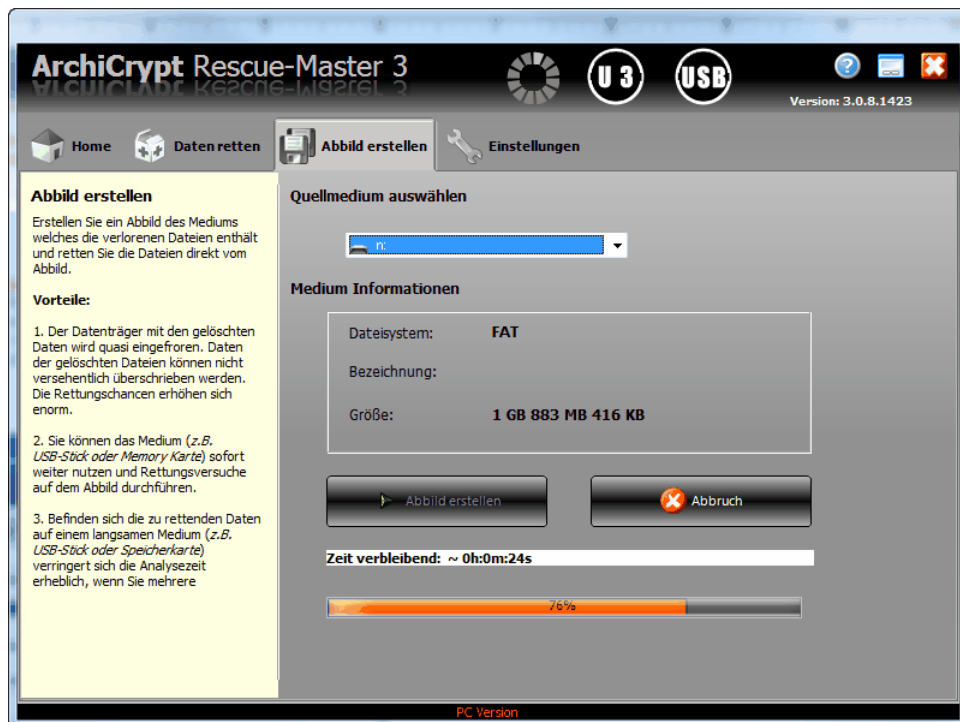 ArchiCrypt Rescue-Master 3
U 3
USB
?
Version: 3.0.8.1423
Home
Daten retten
Abbild erstellen
Einstellungen
Abbild erstellen
Erstellen Sie ein Abbild des Mediums
welches die verlorenen Dateien enthält
und retten Sie die Dateien direkt vom
Abbild.
Vorteile:
1. Der Datenträger mit den gelöschten
Daten wird quasi eingefroren. Daten
der gelöschten Dateien können nicht
versehentlich überschrieben werden.
Die Rettungschancen erhöhen sich
enorm.
2. Sie können das Medium (z.B.
USB-Stick oder Memory Karte) sofort
weiter nutzen und Rettungsversuche
auf dem Abbild durchführen.
3. Befinden sich die zu rettenden Daten
auf einem langsamen Medium (z.B.
USB-Stick oder Speicherkarte)
verringert sich die Analysezeit
erheblich, wenn Sie mehrere
Quellmedium auswählen
n:
Medium Informationen
Dateisystem: FAT
Bezeichnung:
Größe: 1 GB 883 MB 416 KB
Abbild erstellen
Abbruch
Zeit verbleibend: ~ 0h:0m:24s
76%
PC Version